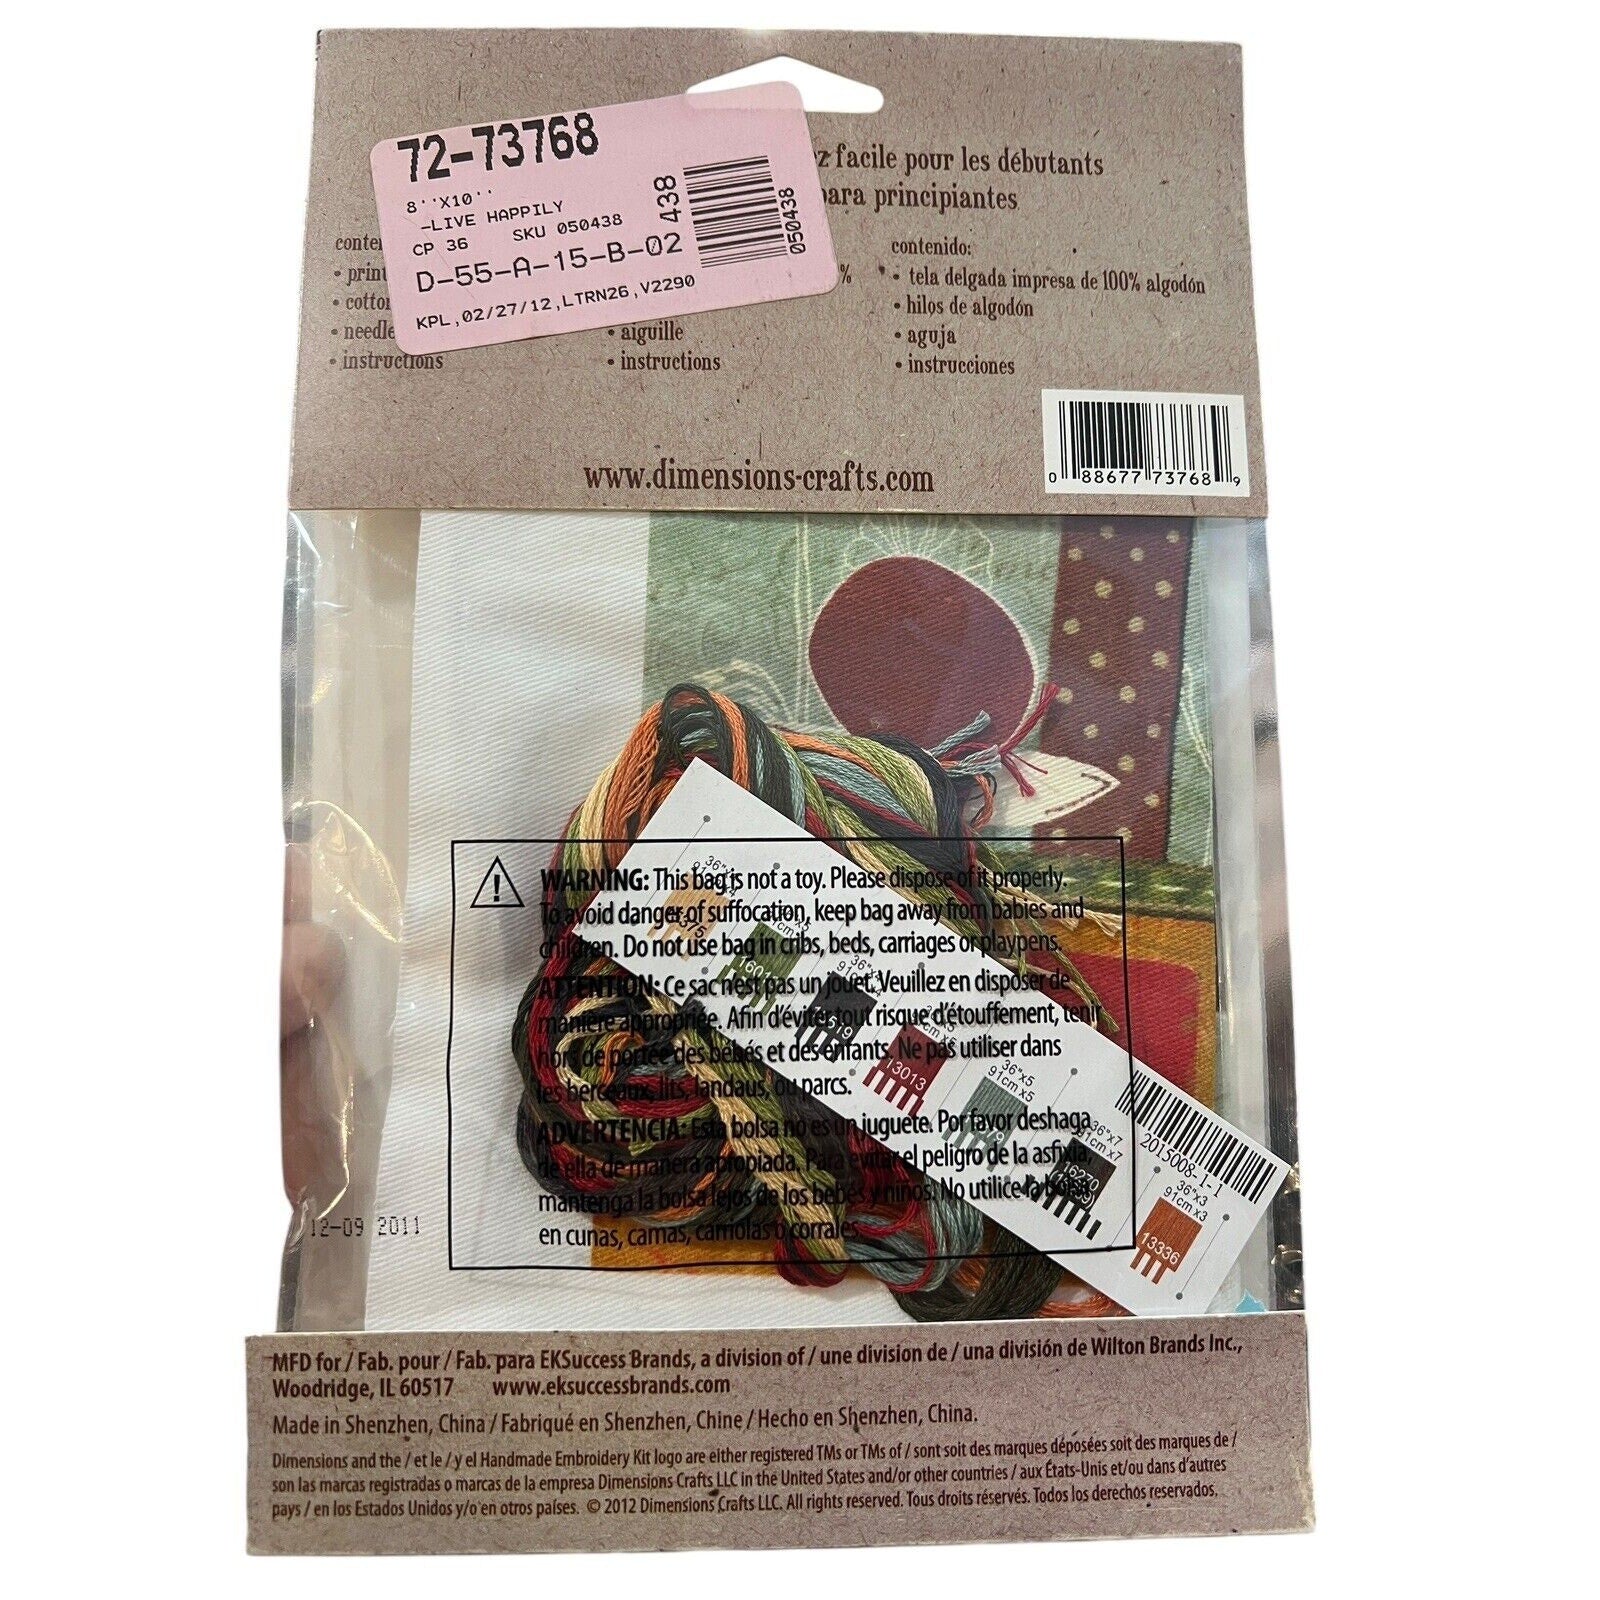 72-73768
8''X10''
-LIVE HAPPILY
CP 36 SKU 050438
D-55-A-15-B-02
KPL,02/27/12,LTRN26,V2290
438
050438
facile pour les débutants
para principiantes
• instructions
%
• aiguille
• instructions
contenido:
• tela delgada impresa de 100% algodón
• hilos de algodón
• aguja
• instrucciones
www.dimensions-crafts.com
0 88677 73768 9
WARNING: This bag is not a toy. Please dispose of it properly.
To avoid danger of suffocation, keep bag away from babies and
children. Do not use bag in cribs, beds, carriages or playpens.
ATTENTION: Ce sac n'est pas un jouet. Veuillez en disposer de
manière appropriée. Afin d'éviter tout risque d'étouffement, tenir
hors de portée des bébés et des enfants. Ne pas utiliser dans
les berceaux, lits, landaus, ou parcs.
ADVERTENCIA: Esta bolsa no es un juguete. Por favor deshaga
de ella de manera apropiada. Para evitar el peligro de la asfixia,
mantenga la bolsa lejos de los bebés y niños. No utilice la bolsa
en cunas, camas, carriolas o corrales.
13013
36"x5
91cm x5
36"x7
91cm x7
16270
36"x3
91cm x3
13336
2015008-1-1
12-09 2011
MFD for / Fab. pour / Fab. para EKSuccess Brands, a division of / une division de / una división de Wilton Brands Inc.,
Woodridge, IL 60517 www.eksuccessbrands.com
Made in Shenzhen, China / Fabriqué en Shenzhen, Chine / Hecho en Shenzhen, China.
Dimensions and the / et le / y el Handmade Embroidery Kit logo are either registered TMs or TMs of / sont soit des marques déposées soit des marques de /
son las marcas registradas o marcas de la empresa Dimensions Crafts LLC in the United States and/or other countries / aux États-Unis et/ou dans d'autres
pays / en los Estados Unidos y/o en otros países. © 2012 Dimensions Crafts LLC. All rights reserved. Tous droits réservés. Todos los derechos reservados.